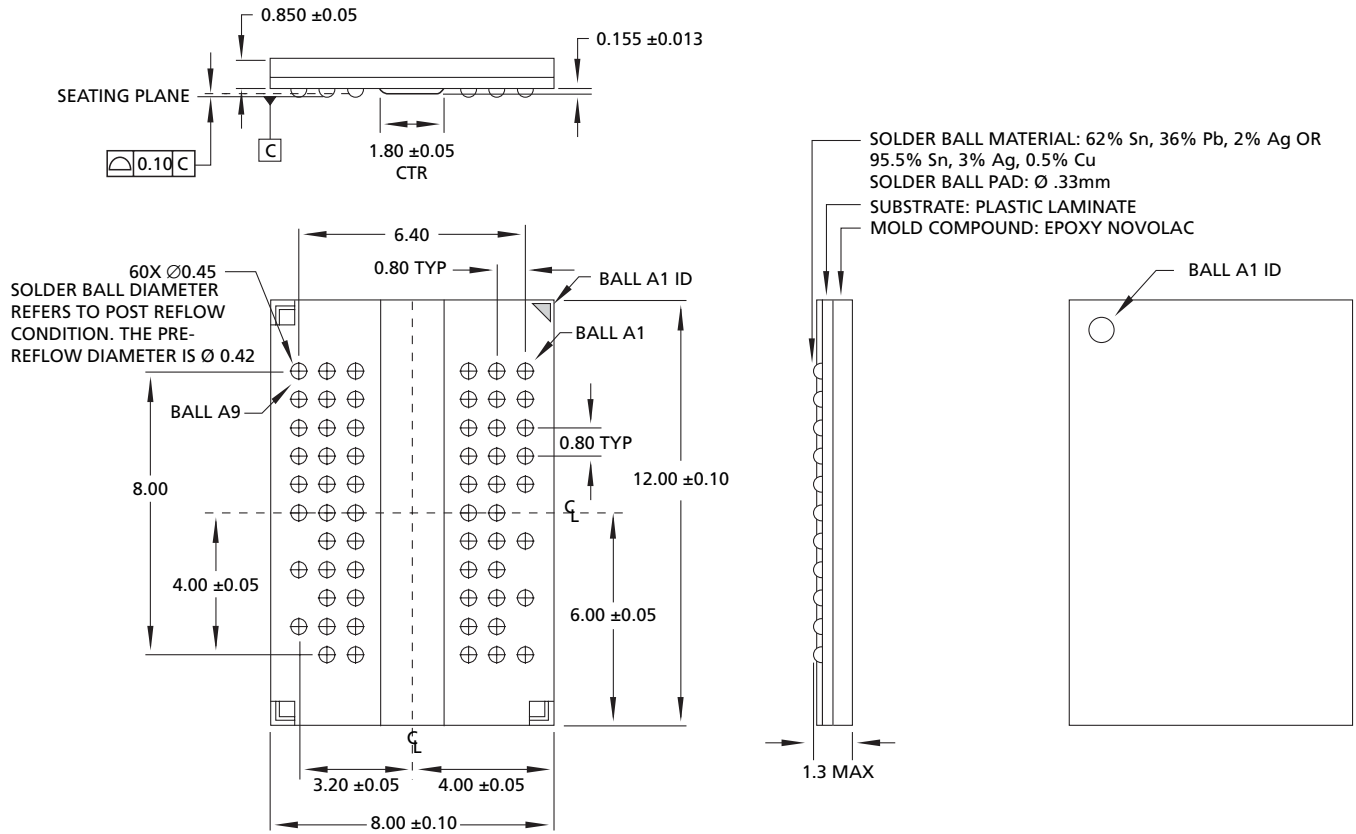 0.850 ±0.05
0.155 ±0.013
SEATING PLANE
0.10 C
C
1.80 ±0.05
CTR
SOLDER BALL MATERIAL: 62% Sn, 36% Pb, 2% Ag OR
95.5% Sn, 3% Ag, 0.5% Cu
SOLDER BALL PAD: Ø .33mm
SUBSTRATE: PLASTIC LAMINATE
MOLD COMPOUND: EPOXY NOVOLAC
6.40
0.80 TYP
60X ∅0.45
SOLDER BALL DIAMETER
REFERS TO POST REFLOW
CONDITION. THE PRE-
REFLOW DIAMETER IS Ø 0.42
BALL A1 ID
BALL A1
BALL A1 ID
BALL A9
0.80 TYP
12.00 ±0.10
8.00
CL
4.00 ±0.05
6.00 ±0.05
CL
1.3 MAX
3.20 ±0.05
4.00 ±0.05
8.00 ±0.10